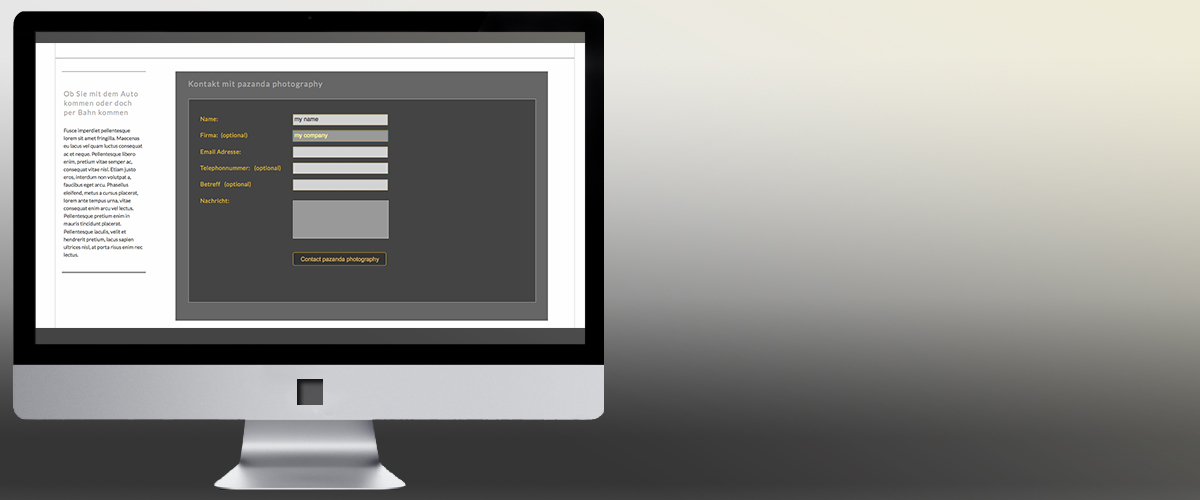 Kontakt mit pazanda photography
Ob Sie mit dem Auto
kommen oder doch
per Bahn kommen
Fusce imperdiet pellentesque
lorem sit amet fringilla. Maecenas
eu lacus vel quam luctus consequat
ac et neque. Pellentesque libero
enim, pretium vitae semper ac,
consequat vitae nisl. Etiam justo
eros, interdum non volutpat a,
faucibus eget arcu. Phasellus
eleifend, metus a cursus placerat,
lorem ante tempus urna, vitae
consequat enim arcu vel lectus.
Pellentesque pretium enim in
mauris tincidunt placerat.
Pellentesque iaculis, velit et
hendrerit pretium, lacus sapien
ultrices nisl, at porta risus enim nec
lectus.
Name: my name
Firma: (optional) my company
Email Adresse:
Telephonnummer: (optional)
Betreff (optional)
Nachricht:
Contact pazanda photography